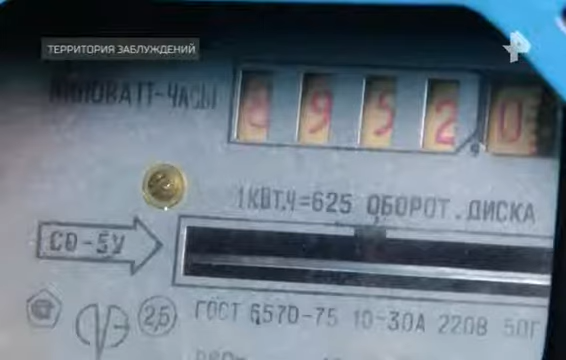 ТЕРРИТОРИЯ ЗАБЛУЖДЕНИЙ
КИЛОВАТТ-ЧАСЫ
8 9 5 2 0
1КВТ.Ч=625 ОБОРОТ.ДИСКА
СО-5У
2,5 ГОСТ 6570-75 10-30А 220В 50Г